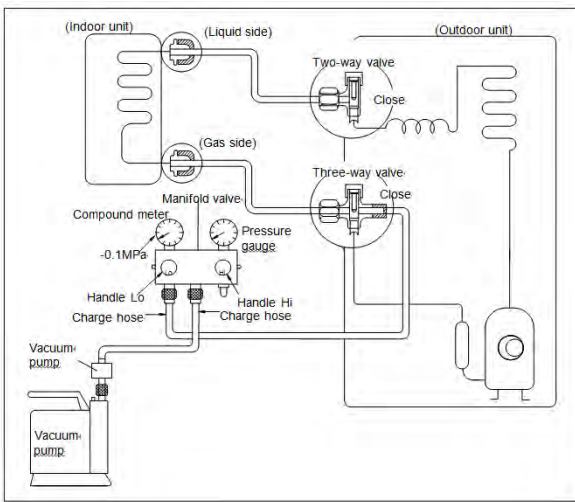 (Indoor unit)
(Liquid side)
(Outdoor unit)
Two-way valve
Close
(Gas side)
Three-way valve
Close
Manifold valve
Compound meter
Pressure
gauge
-0.1MPa
Lo
Hi
Handle Lo
Handle Hi
Charge hose
Charge hose
Vacuum
pump
Vacuum
pump